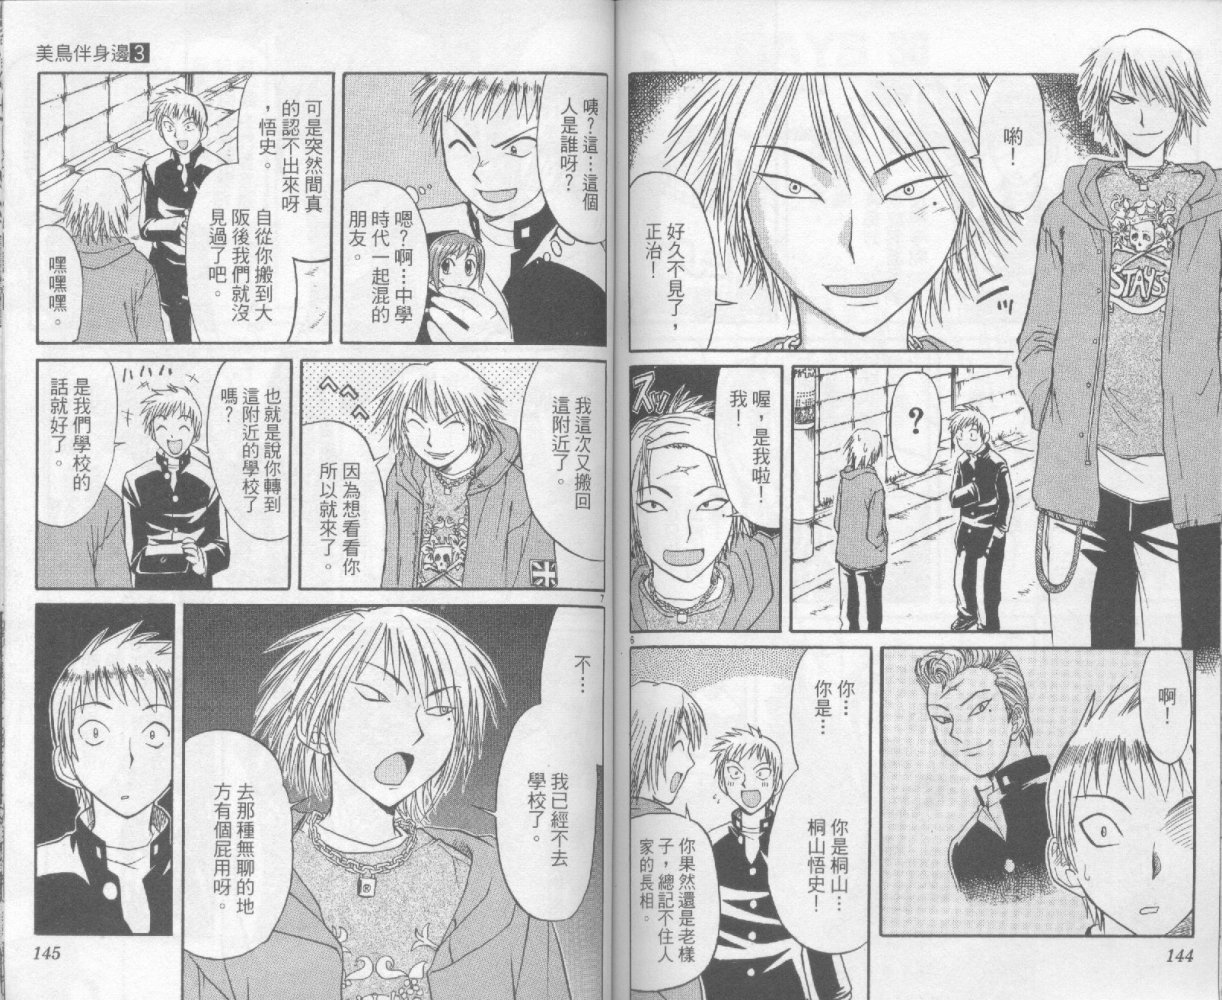 喲！
STAYS
好久不見了，
正治！
？
喔，是我啦！
我！
スッ
啊！
你…
你是…
你是桐山…
桐山悟史！
你果然還是老樣
子，總記不住人
家的長相。
6
144
美鳥伴身邊3
咦？這…這個
人是誰呀？
嗯？啊…中學
時代一起混的
朋友。
可是突然間真
的認不出來呀
，悟史。
自從你搬到大
阪後我們就沒
見過了吧。
嘿嘿嘿。
我這次又搬回
這附近了。
因為想看看你
所以就來了。
也就是說你轉到
這附近的學校了
嗎？
是我們學校的
話就好了。
7
不…
我已經不去
學校了。
去那種無聊的地
方有個屁用呀。
145